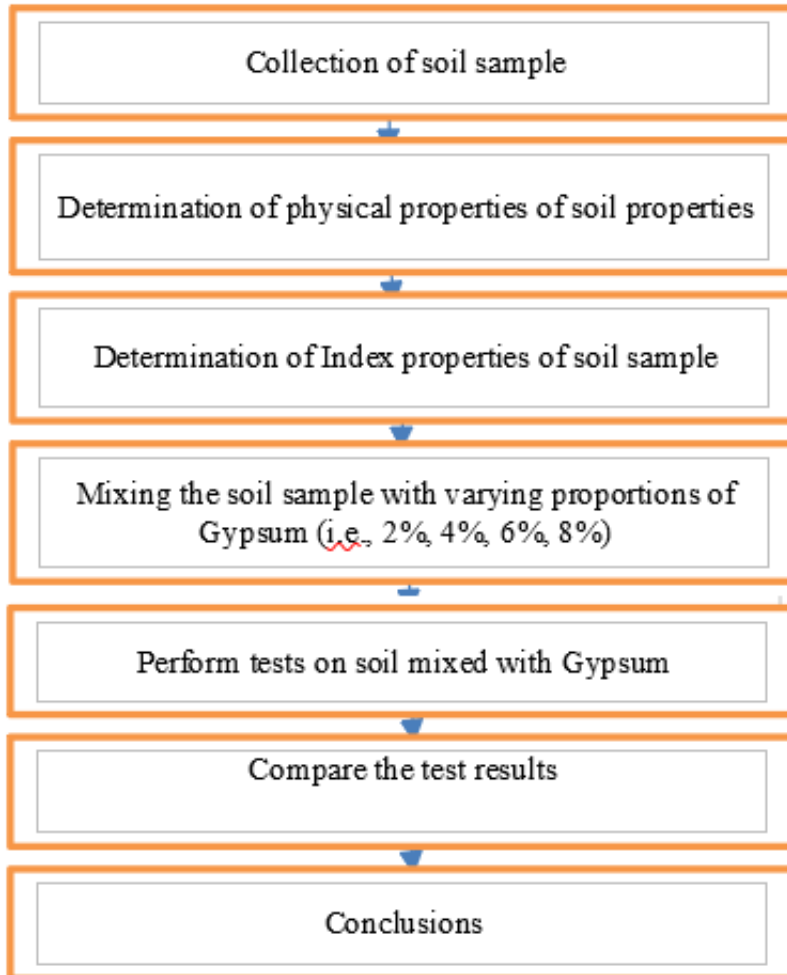 Collection of soil sample
Determination of physical properties of soil properties
Determination of Index properties of soil sample
Mixing the soil sample with varying proportions of
Gypsum (i.e., 2%, 4%, 6%, 8%)
Perform tests on soil mixed with Gypsum
Compare the test results
Conclusions